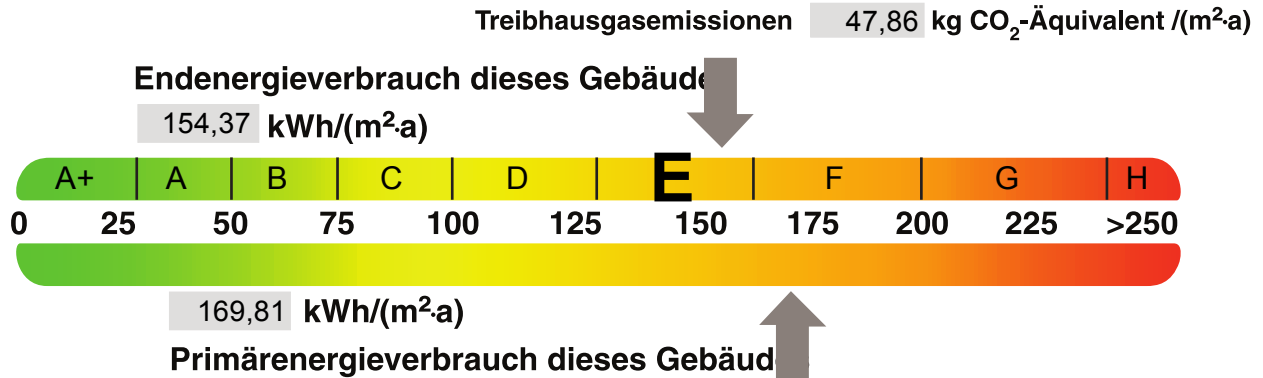 Treibhausgasemissionen 47,86 kg CO₂-Äquivalent /(m²·a)
Endenergieverbrauch dieses Gebäude
154,37 kWh/(m²·a)
A+ A B C D E F G H
0 25 50 75 100 125 150 175 200 225 >250
169,81 kWh/(m²·a)
Primärenergieverbrauch dieses Gebäudes